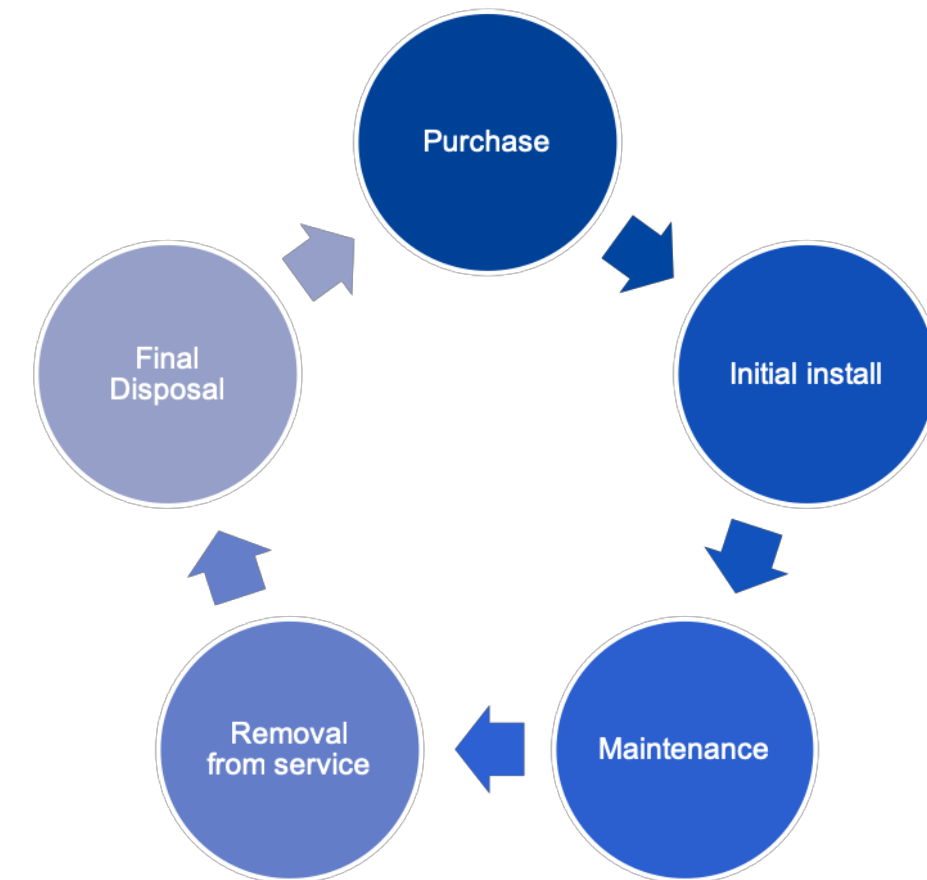 Purchase
Initial install
Maintenance
Removal
from service
Final
Disposal